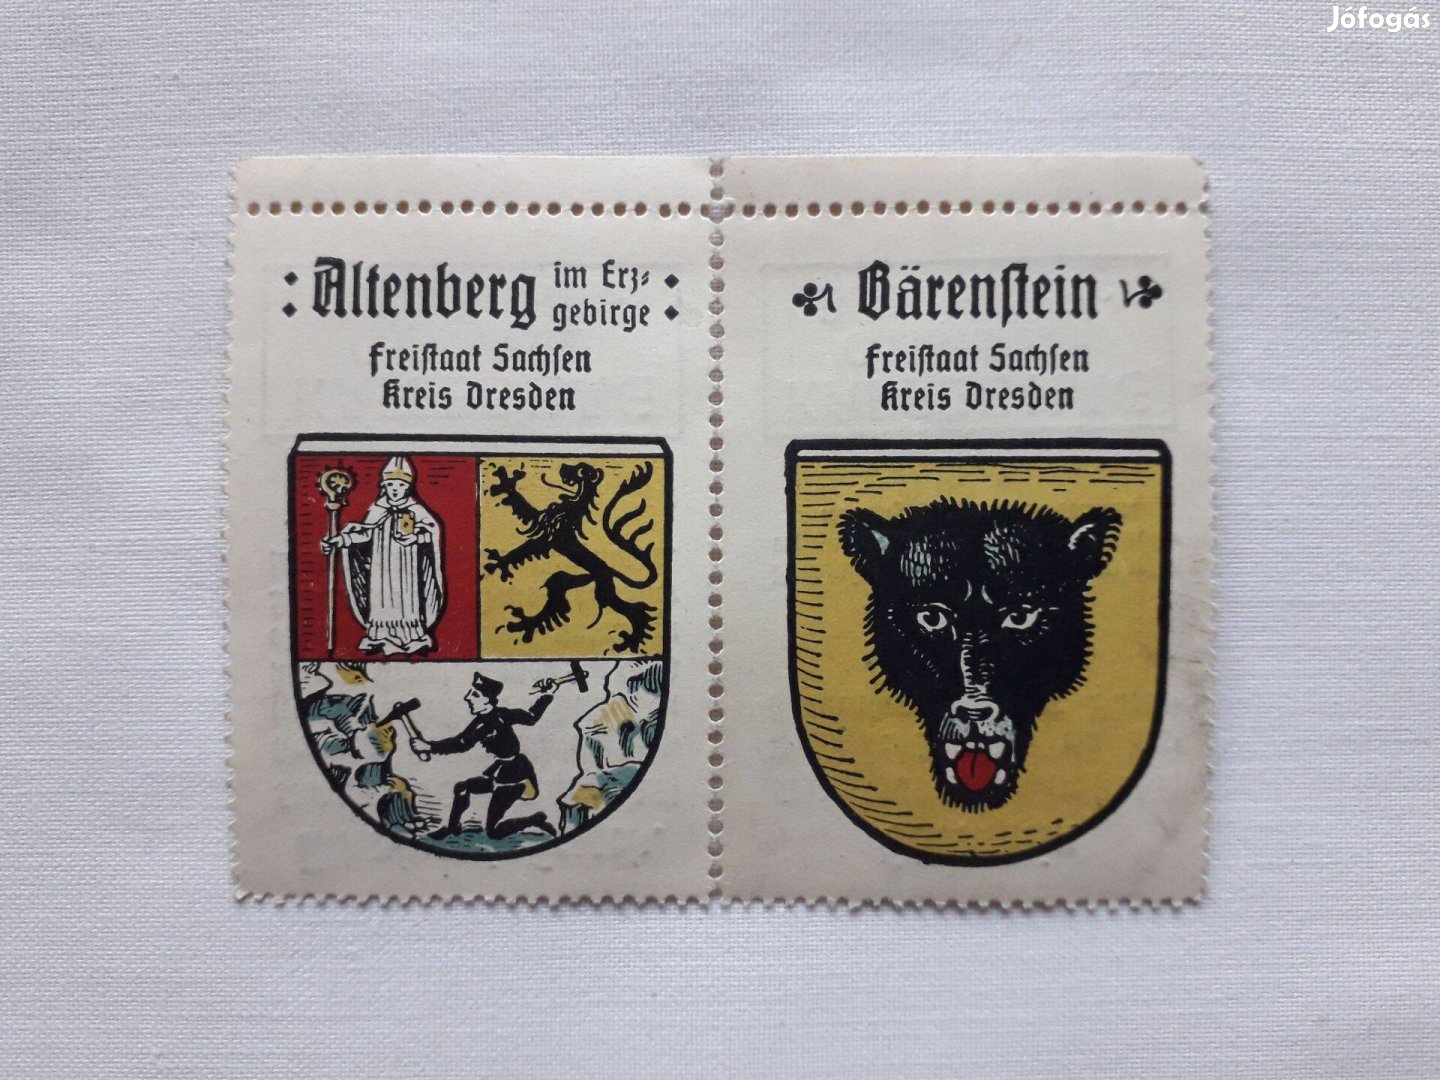 Jófogás
Altenberg im Erz-
gebirge
Freistaat Sachsen
Kreis Dresden
Bärenstein
Freistaat Sachsen
Kreis Dresden